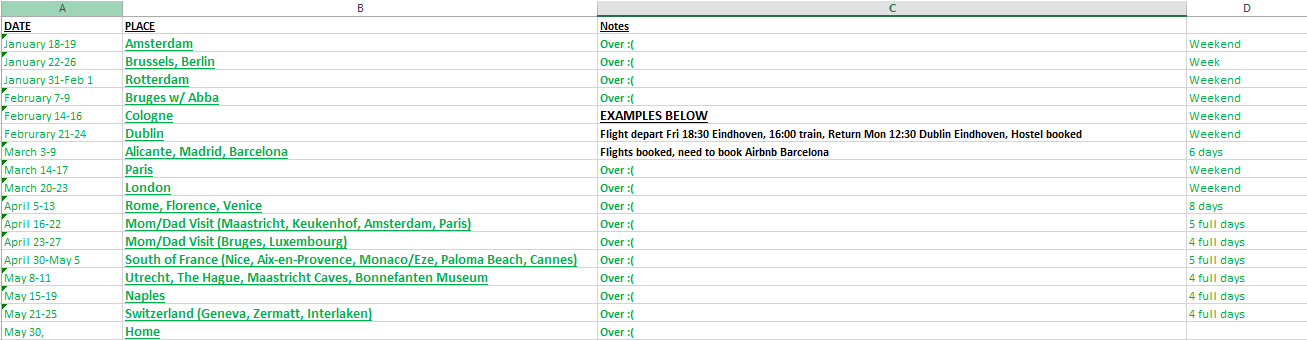 A B C D
DATE PLACE Notes
January 18-19 Amsterdam Over :( Weekend
January 22-26 Brussels, Berlin Over :( Week
January 31-Feb 1 Rotterdam Over :( Weekend
February 7-9 Bruges w/ Abba Over :( Weekend
February 14-16 Cologne EXAMPLES BELOW Weekend
Februrary 21-24 Dublin Flight depart Fri 18:30 Eindhoven, 16:00 train, Return Mon 12:30 Dublin Eindhoven, Hostel booked Weekend
March 3-9 Alicante, Madrid, Barcelona Flights booked, need to book Airbnb Barcelona 6 days
March 14-17 Paris Over :( Weekend
March 20-23 London Over :( Weekend
April 5-13 Rome, Florence, Venice Over :( 8 days
April 16-22 Mom/Dad Visit (Maastricht, Keukenhof, Amsterdam, Paris) Over :( 5 full days
April 23-27 Mom/Dad Visit (Bruges, Luxembourg) Over :( 4 full days
April 30-May 5 South of France (Nice, Aix-en-Provence, Monaco/Eze, Paloma Beach, Cannes) Over :( 5 full days
May 8-11 Utrecht, The Hague, Maastricht Caves, Bonnefanten Museum Over :( 4 full days
May 15-19 Naples Over :( 4 full days
May 21-25 Switzerland (Geneva, Zermatt, Interlaken) Over :( 4 full days
May 30, Home Over :(